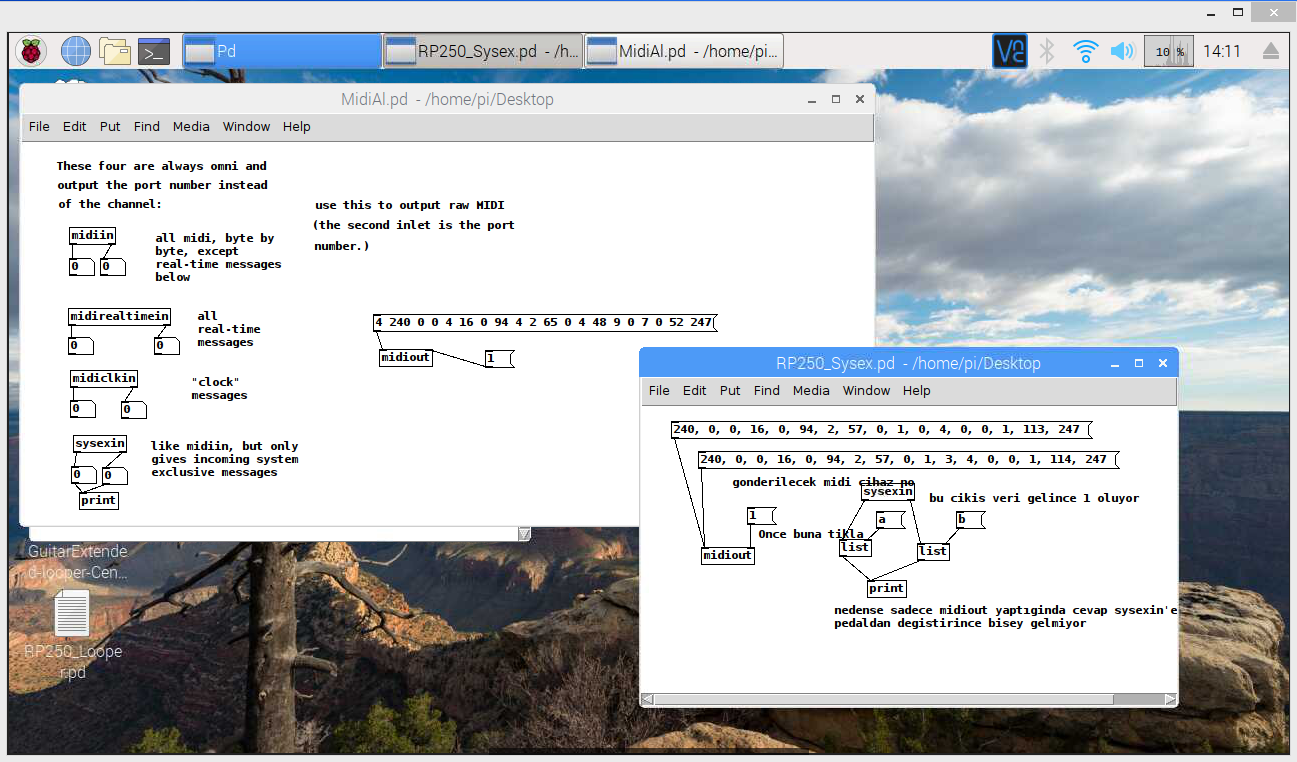 Pd
RP250_Sysex.pd - /h...
MidiAl.pd - /home/pi...
10 %
14:11
MidiAl.pd - /home/pi/Desktop
File Edit Put Find Media Window Help
These four are always omni and
output the port number instead
of the channel:
use this to output raw MIDI
(the second inlet is the port
number.)
midiin
0 0
all midi, byte by
byte, except
real-time messages
below
midirealtimein
0 0
all
real-time
messages
4 240 0 0 4 16 0 94 4 2 65 0 4 48 9 0 7 0 52 247
midiout
1
midiclkin
0 0
"clock"
messages
sysexin
0 0
print
like midiin, but only
gives incoming system
exclusive messages
RP250_Sysex.pd - /home/pi/Desktop
File Edit Put Find Media Window Help
240, 0, 0, 16, 0, 94, 2, 57, 0, 1, 0, 4, 0, 0, 1, 113, 247
240, 0, 0, 16, 0, 94, 2, 57, 0, 1, 3, 4, 0, 0, 1, 114, 247
gonderilecek midi cihaz no
sysexin
bu cikis veri gelince 1 oluyor
1
a
b
Once buna tikla
midiout
list
list
print
nedense sadece midiout yaptıginda cevap sysexin'e
pedaldan degistirince bisey gelmiyor
GuitarExtende
d-looper-Cen...
RP250_Loope
r.pd